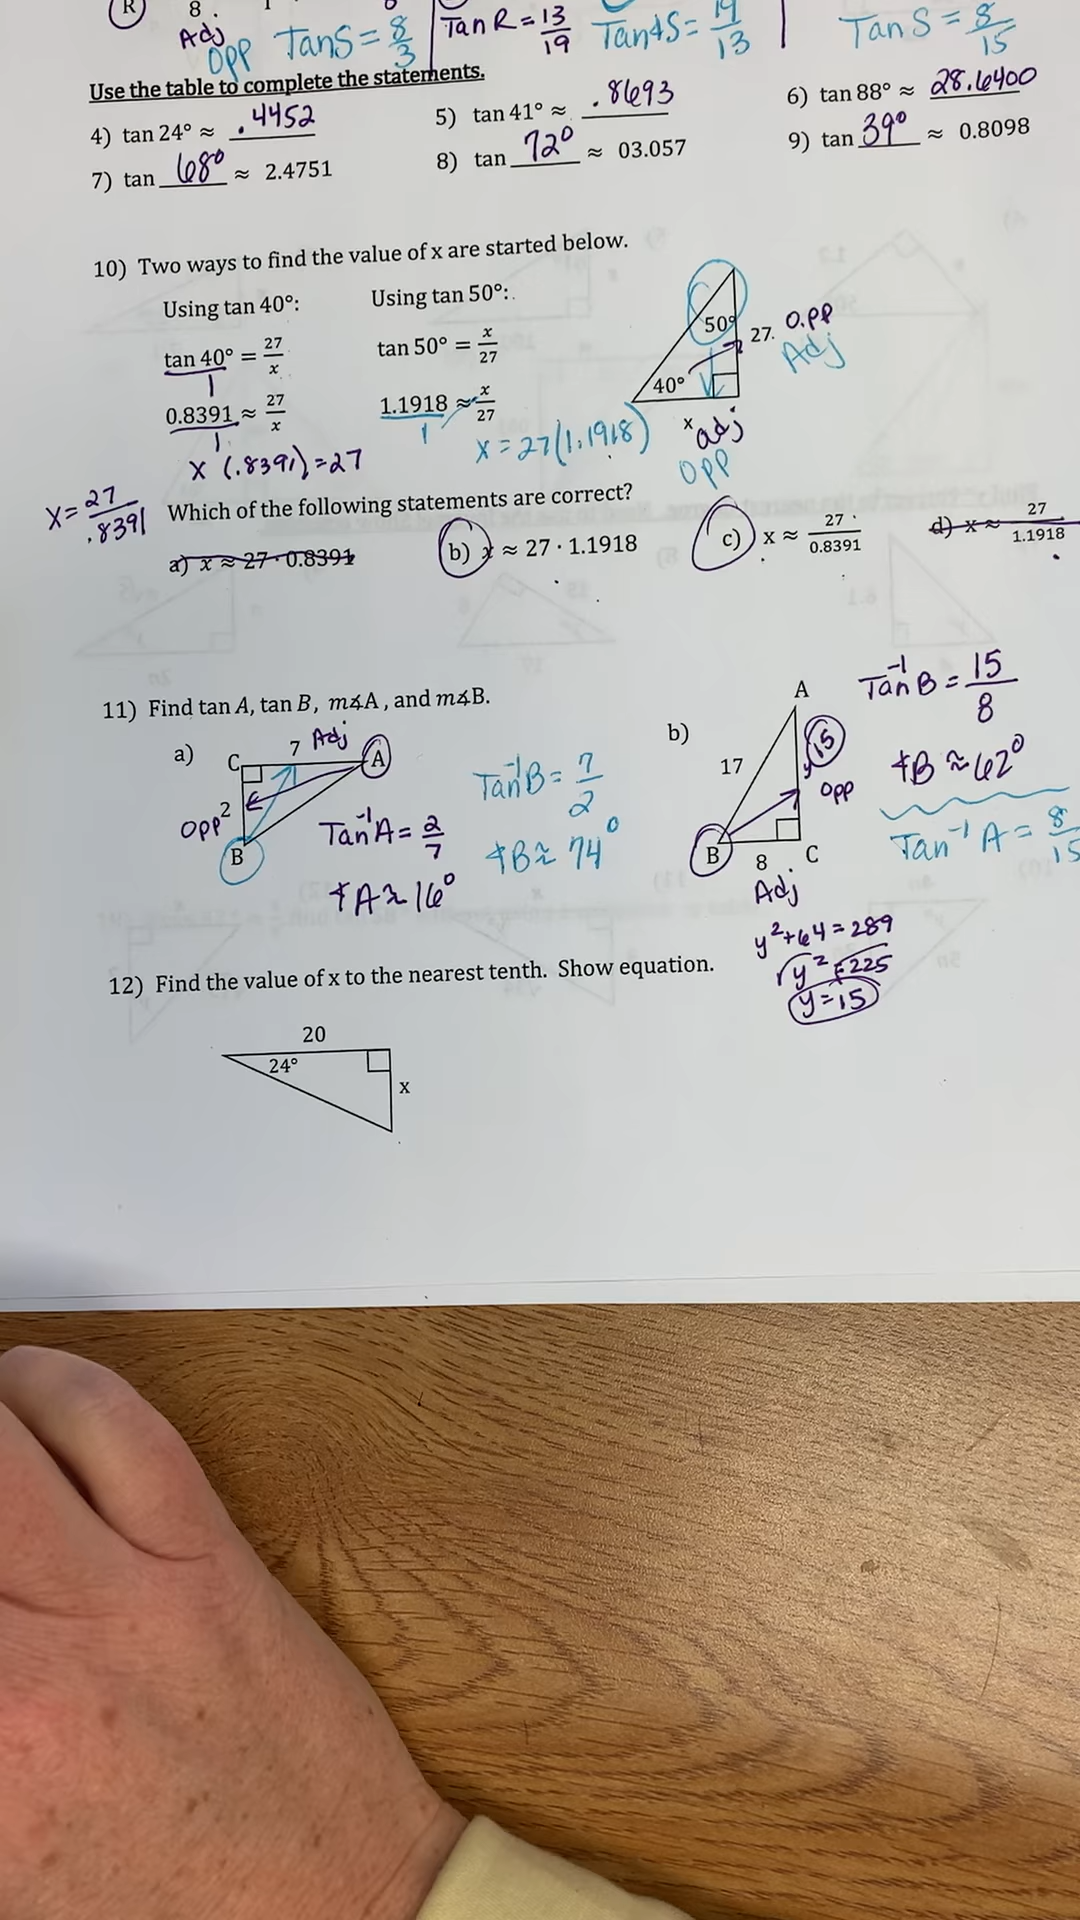 R
8
Adj
Opp TanS = 8/3
Tan R = 13/19
Tan∡S = 19/13
Tan S = 8/15
Use the table to complete the statements.
4) tan 24° ≈ .4452
5) tan 41° ≈ .8693
6) tan 88° ≈ 28.6400
7) tan 68° ≈ 2.4751
8) tan 72° ≈ 03.057
9) tan 39° ≈ 0.8098
10) Two ways to find the value of x are started below.
Using tan 40°:
Using tan 50°:
tan 40° = 27/x
1
tan 50° = x/27
0.8391 ≈ 27/x
1
1.1918 ≈ x/27
1
x (.8391) = 27
x = 27(1.1918)
50°
27. Opp
Adj
40°
x adj
Opp
x = 27/.8391
Which of the following statements are correct?
a) x ≈ 27 · 0.8391
b) x ≈ 27 · 1.1918
c) x ≈ 27/0.8391
d) x ≈ 27/1.1918
11) Find tan A, tan B, m∡A, and m∡B.
a)
C 7 Adj A
Opp 2
B
Tan⁻¹A = 2/7
∡A ≈ 16°
Tan⁻¹B = 7/2
∡B ≈ 74°
b)
A
17
15
Opp
B 8 C
Adj
y² + 64 = 289
√y² = 225
y = 15
Tan⁻¹B = 15/8
∡B ≈ 62°
Tan⁻¹ A = 8/15
12) Find the value of x to the nearest tenth. Show equation.
20
24°
x